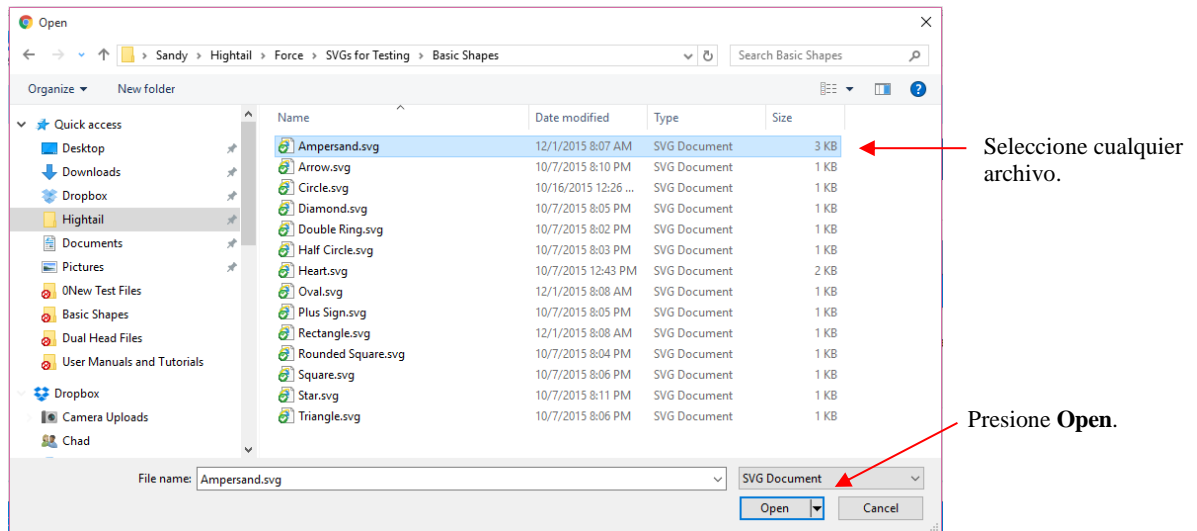 Open
Sandy > Hightail > Force > SVGs for Testing > Basic Shapes
Search Basic Shapes
Organize
New folder
Name Date modified Type Size
Quick access
Desktop
Downloads
Dropbox
Hightail
Documents
Pictures
0New Test Files
Basic Shapes
Dual Head Files
User Manuals and Tutorials
Dropbox
Camera Uploads
Chad
Ampersand.svg 12/1/2015 8:07 AM SVG Document 3 KB
Arrow.svg 10/7/2015 8:10 PM SVG Document 1 KB
Circle.svg 10/16/2015 12:26 ... SVG Document 1 KB
Diamond.svg 10/7/2015 8:05 PM SVG Document 1 KB
Double Ring.svg 10/7/2015 8:02 PM SVG Document 1 KB
Half Circle.svg 10/7/2015 8:03 PM SVG Document 1 KB
Heart.svg 10/7/2015 12:43 PM SVG Document 2 KB
Oval.svg 12/1/2015 8:08 AM SVG Document 1 KB
Plus Sign.svg 10/7/2015 8:05 PM SVG Document 1 KB
Rectangle.svg 12/1/2015 8:08 AM SVG Document 1 KB
Rounded Square.svg 10/7/2015 8:04 PM SVG Document 1 KB
Square.svg 10/7/2015 8:06 PM SVG Document 1 KB
Star.svg 10/7/2015 8:11 PM SVG Document 1 KB
Triangle.svg 10/7/2015 8:06 PM SVG Document 1 KB
Seleccione cualquier
archivo.
Presione Open.
File name: Ampersand.svg
SVG Document
Open
Cancel